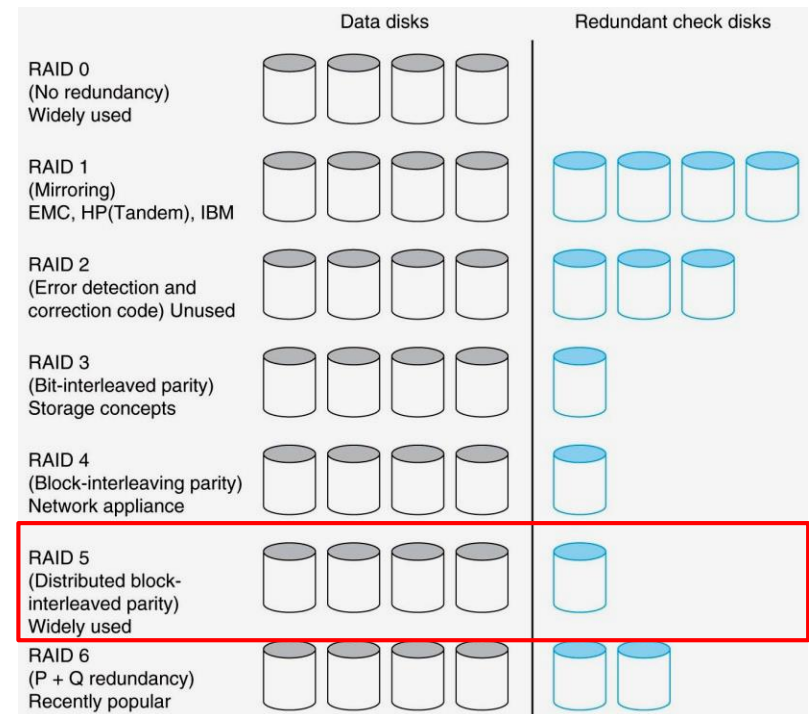 Data disks Redundant check disks
RAID 0
(No redundancy)
Widely used
RAID 1
(Mirroring)
EMC, HP(Tandem), IBM
RAID 2
(Error detection and
correction code) Unused
RAID 3
(Bit-interleaved parity)
Storage concepts
RAID 4
(Block-interleaving parity)
Network appliance
RAID 5
(Distributed block-
interleaved parity)
Widely used
RAID 6
(P + Q redundancy)
Recently popular